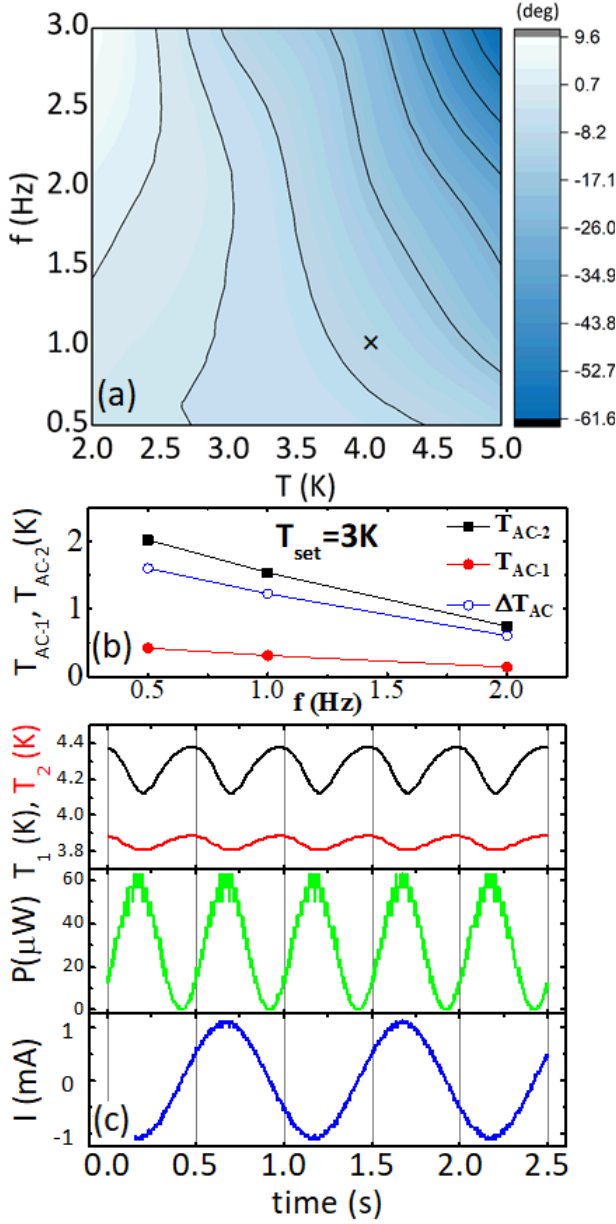 (deg)
3.0
2.5
2.0
1.5
1.0
0.5
f (Hz)
×
(a)
2.0 2.5 3.0 3.5 4.0 4.5 5.0
T (K)
9.6
0.7
-8.2
-17.1
-26.0
-34.9
-43.8
-52.7
-61.6
T_AC-1, T_AC-2 (K)
2
1
0
T_set=3K
T_AC-2
T_AC-1
ΔT_AC
(b)
0.5 1.0 1.5 2.0
f (Hz)
T_1 (K), T_2 (K)
4.4
4.2
3.9
3.8
P(μW)
60
40
20
0
I (mA)
1
0
-1
(c)
0.0 0.5 1.0 1.5 2.0 2.5
time (s)